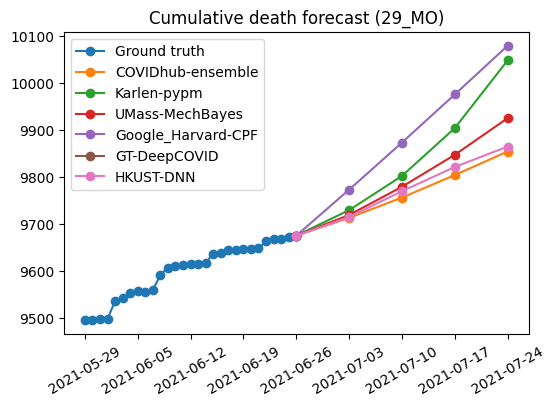 Cumulative death forecast (29_MO)
10100
10000
9900
9800
9700
9600
9500
Ground truth
COVIDhub-ensemble
Karlen-pypm
UMass-MechBayes
Google_Harvard-CPF
GT-DeepCOVID
HKUST-DNN
2021-05-29
2021-06-05
2021-06-12
2021-06-19
2021-06-26
2021-07-03
2021-07-10
2021-07-17
2021-07-24